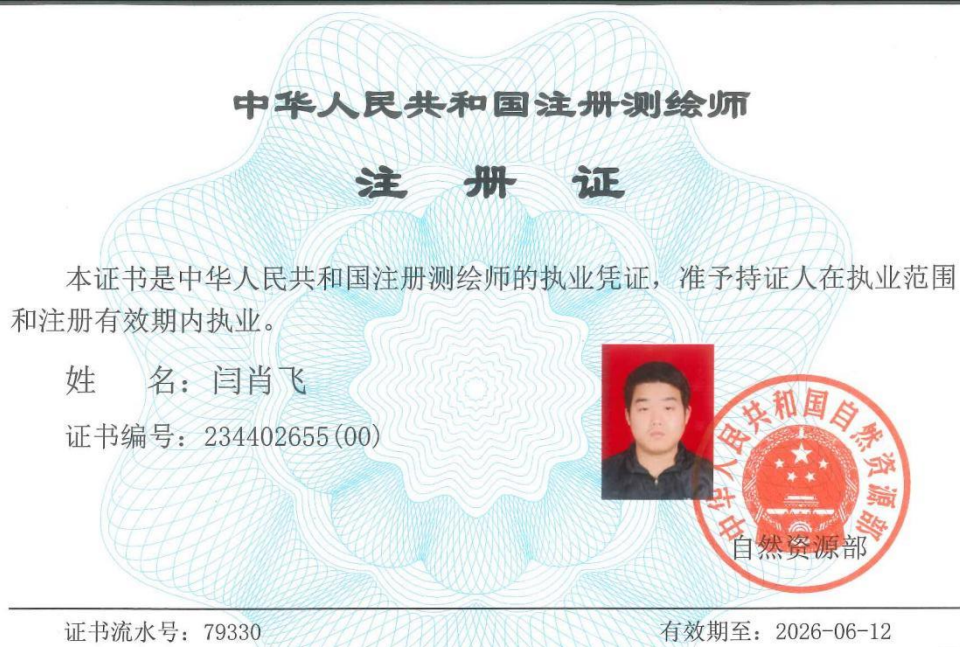 中华人民共和国注册测绘师
注 册 证
本证书是中华人民共和国注册测绘师的执业凭证，准予持证人在执业范围
和注册有效期内执业。
姓 名：闫肖飞
证书编号：234402655(00)
中华人民共和国自然资源部
自然资源部
证书流水号：79330
有效期至：2026-06-12